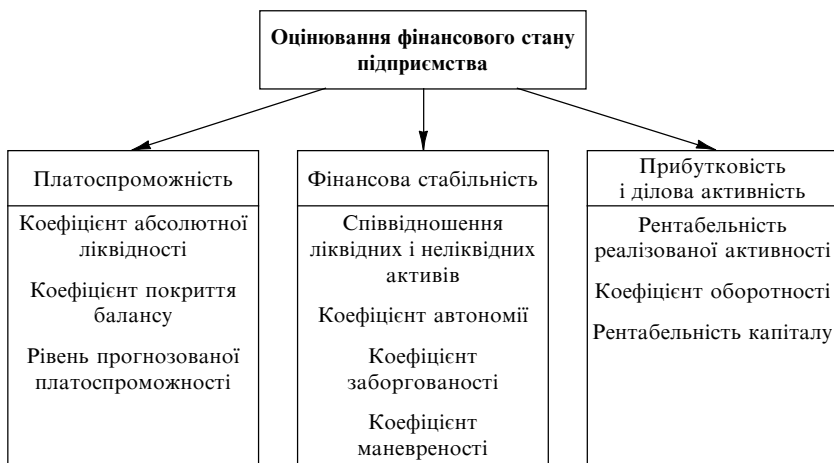 Оцінювання фінансового стану
підприємства
Платоспроможність
Коефіцієнт абсолютної
ліквідності
Коефіцієнт покриття
балансу
Рівень прогнозованої
платоспроможності
Фінансова стабільність
Співвідношення
ліквідних і неліквідних
активів
Коефіцієнт автономії
Коефіцієнт
заборгованості
Коефіцієнт
маневреності
Прибутковість
і ділова активність
Рентабельність
реалізованої активності
Коефіцієнт оборотності
Рентабельність капіталу